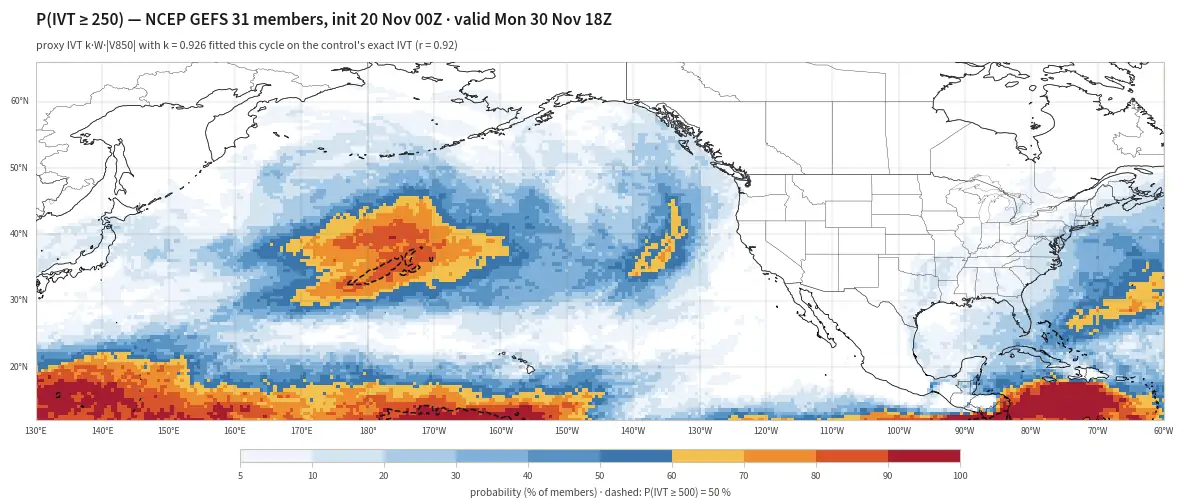 P(IVT ≥ 250) — NCEP GEFS 31 members, init 20 Nov 00Z · valid Mon 30 Nov 18Z
proxy IVT k·W·|V850| with k = 0.926 fitted this cycle on the control's exact IVT (r = 0.92)
60°N
50°N
40°N
30°N
20°N
130°E 140°E 150°E 160°E 170°E 180° 170°W 160°W 150°W 140°W 130°W 120°W 110°W 100°W 90°W 80°W 70°W 60°W
5 10 20 30 40 50 60 70 80 90 100
probability (% of members) · dashed: P(IVT ≥ 500) = 50 %